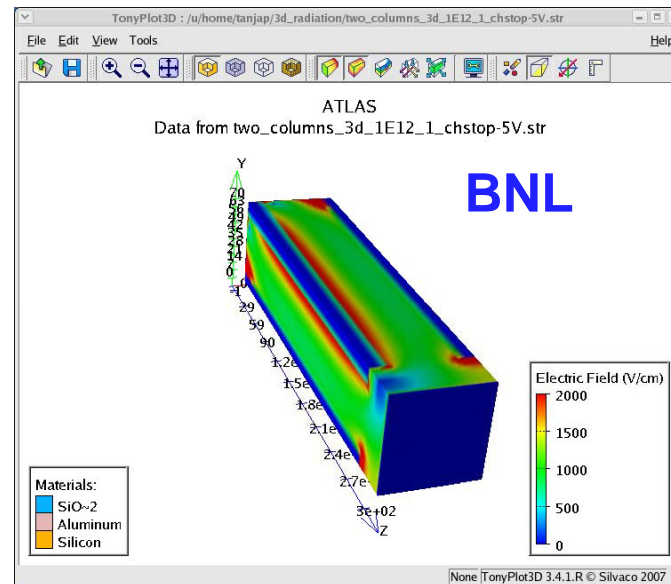 TonyPlot3D : /u/home/tanjap/3d_radiation/two_columns_3d_1E12_1_chstop-5V.str
File Edit View Tools Help
ATLAS
Data from two_columns_3d_1E12_1_chstop-5V.str
BNL
Y
70
63
56
49
42
35
28
21
14
7
0
0
29
59
90
1.2e
1.5e
1.8e
2.1e
2.4e
2.7e
3e+02
Z
Electric Field (V/cm)
2000
1500
1000
500
0
Materials:
SiO~2
Aluminum
Silicon
None TonyPlot3D 3.4.1.R © Silvaco 2007